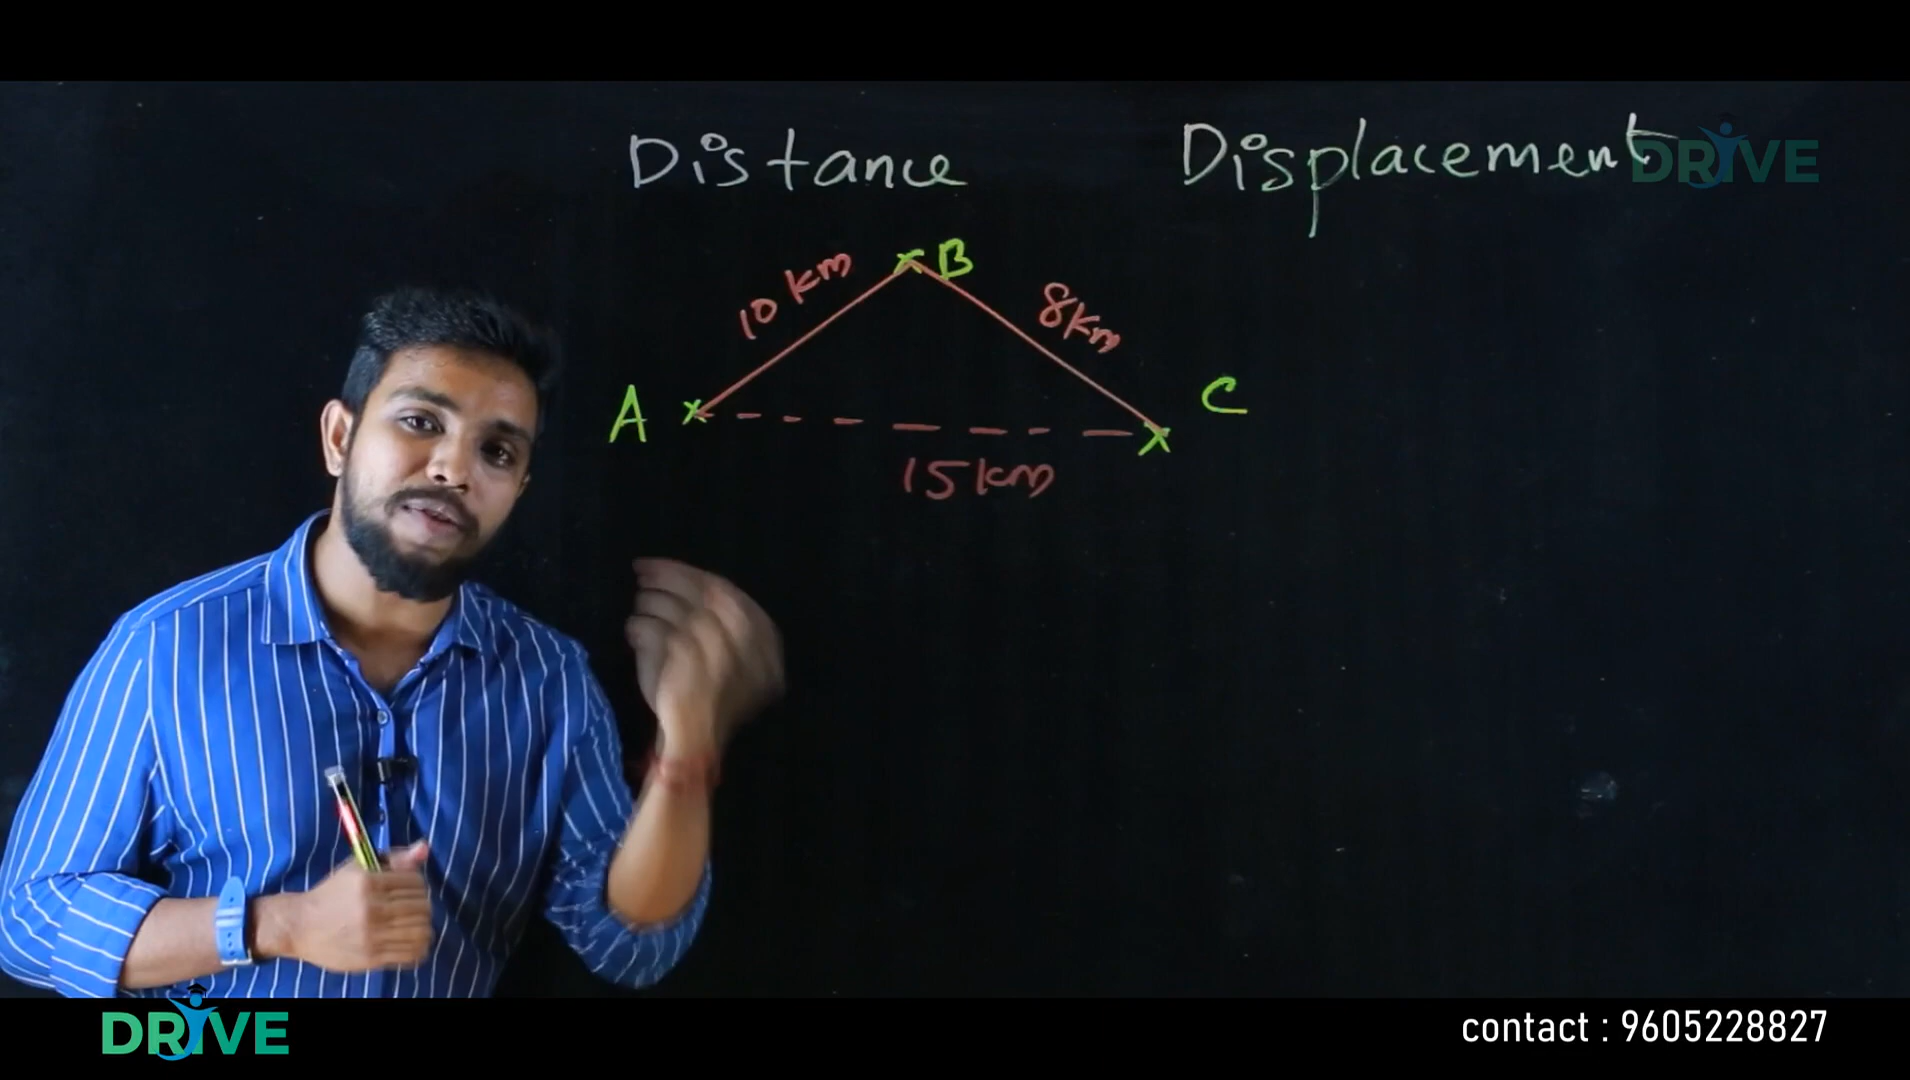 Distance Displacement
DRIVE
10 km
B
8km
A
C
15km
DRIVE
contact : 9605228827